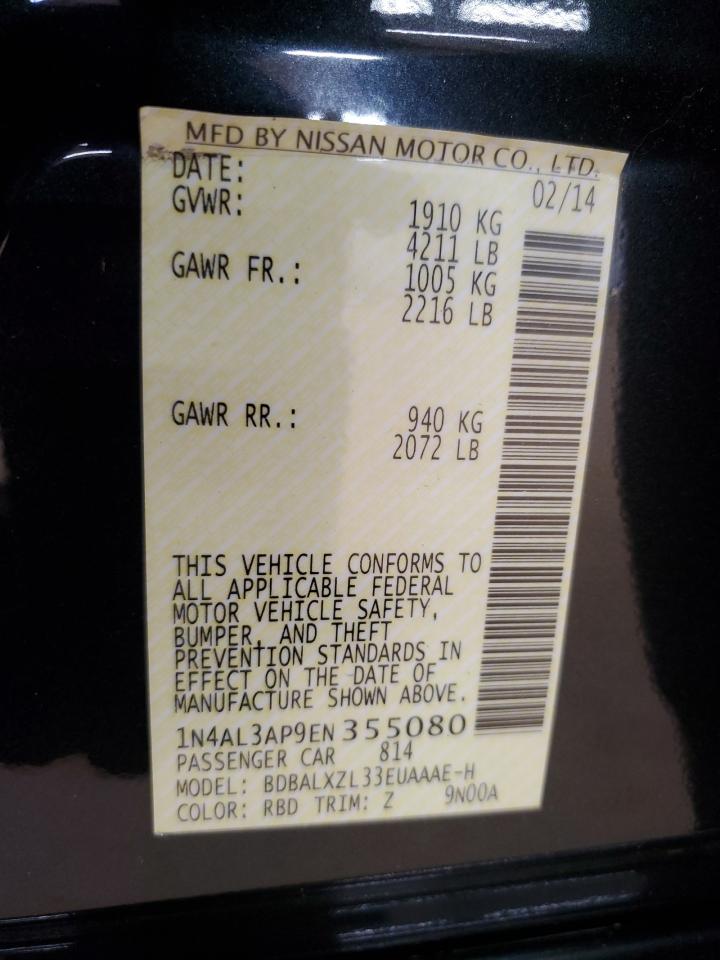 MFD BY NISSAN MOTOR CO., LTD.
DATE: 02/14
GVWR: 1910 KG
4211 LB
GAWR FR.: 1005 KG
2216 LB
GAWR RR.: 940 KG
2072 LB
THIS VEHICLE CONFORMS TO
ALL APPLICABLE FEDERAL
MOTOR VEHICLE SAFETY,
BUMPER, AND THEFT
PREVENTION STANDARDS IN
EFFECT ON THE DATE OF
MANUFACTURE SHOWN ABOVE.
1N4AL3AP9EN355080
PASSENGER CAR 814
MODEL: BDBALXZL33EUAAAE-H
COLOR: RBD TRIM: Z 9N00A